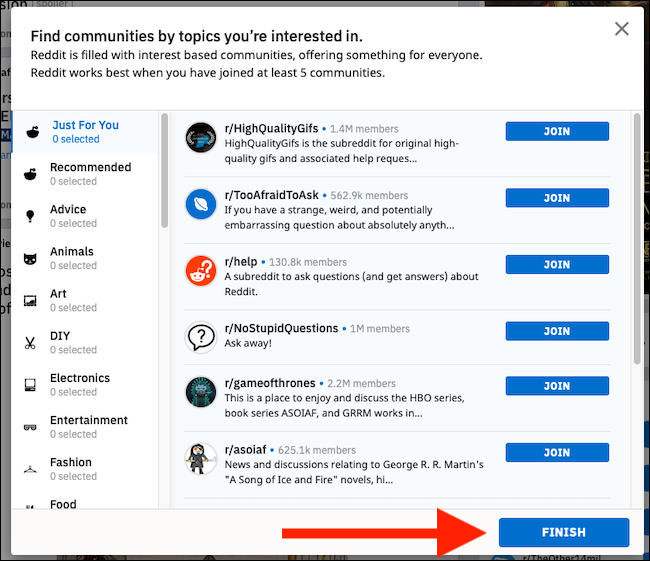 spoiler
Find communities by topics you're interested in.
Reddit is filled with interest based communities, offering something for everyone.
Reddit works best when you have joined at least 5 communities.
Just For You
0 selected
Recommended
0 selected
Advice
0 selected
Animals
0 selected
Art
0 selected
DIY
0 selected
Electronics
0 selected
Entertainment
0 selected
Fashion
0 selected
Food
r/HighQualityGifs • 1.4M members
HighQualityGifs is the subreddit for original high-
quality gifs and associated help reques...
JOIN
r/TooAfraidToAsk • 562.9k members
If you have a strange, weird, and potentially
embarrassing question about absolutely anyth...
JOIN
r/help • 130.8k members
A subreddit to ask questions (and get answers) about
Reddit.
JOIN
r/NoStupidQuestions • 1M members
Ask away!
JOIN
r/gameofthrones • 2.2M members
This is a place to enjoy and discuss the HBO series,
book series ASOIAF, and GRRM works in...
JOIN
r/asoiaf • 625.1k members
News and discussions relating to George R. R. Martin's
"A Song of Ice and Fire" novels, hi...
JOIN
FINISH
r/TheOther14mil